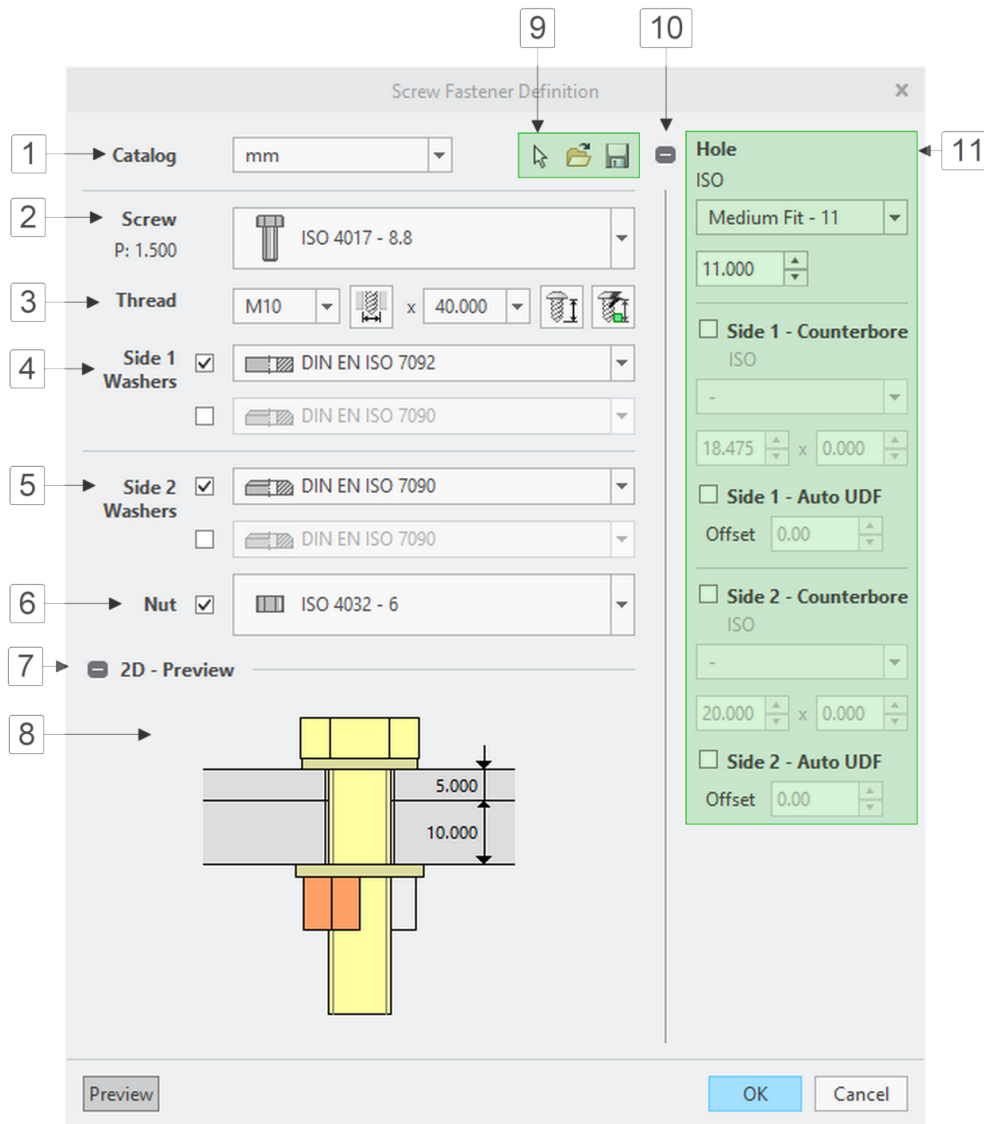 9
10
Screw Fastener Definition
x
1
Catalog
mm
Hole
11
ISO
2
Screw
P: 1.500
ISO 4017 - 8.8
Medium Fit - 11
11.000
3
Thread
M10
x
40.000
4
Side 1
Washers
DIN EN ISO 7092
DIN EN ISO 7090
Side 1 - Counterbore
ISO
-
18.475 x 0.000
5
Side 2
Washers
DIN EN ISO 7090
DIN EN ISO 7090
Side 1 - Auto UDF
Offset 0.00
6
Nut
ISO 4032 - 6
Side 2 - Counterbore
ISO
-
20.000 x 0.000
Side 2 - Auto UDF
Offset 0.00
7
2D - Preview
8
5.000
10.000
Preview
OK
Cancel